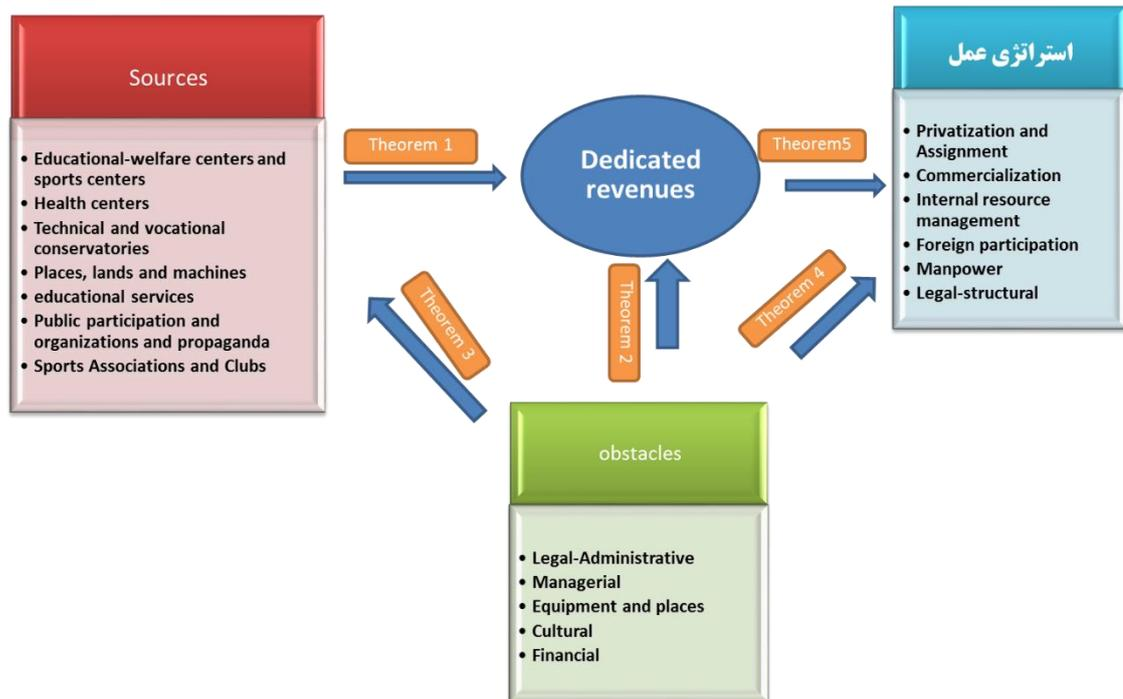 Sources
• Educational-welfare centers and
sports centers
• Health centers
• Technical and vocational
conservatories
• Places, lands and machines
• educational services
• Public participation and
organizations and propaganda
• Sports Associations and Clubs
Theorem 1
Dedicated
revenues
Theorem5
استراتژی عمل
• Privatization and
Assignment
• Commercialization
• Internal resource
management
• Foreign participation
• Manpower
• Legal-structural
Theorem 3
Theorem 2
Theorem 4
obstacles
• Legal-Administrative
• Managerial
• Equipment and places
• Cultural
• Financial